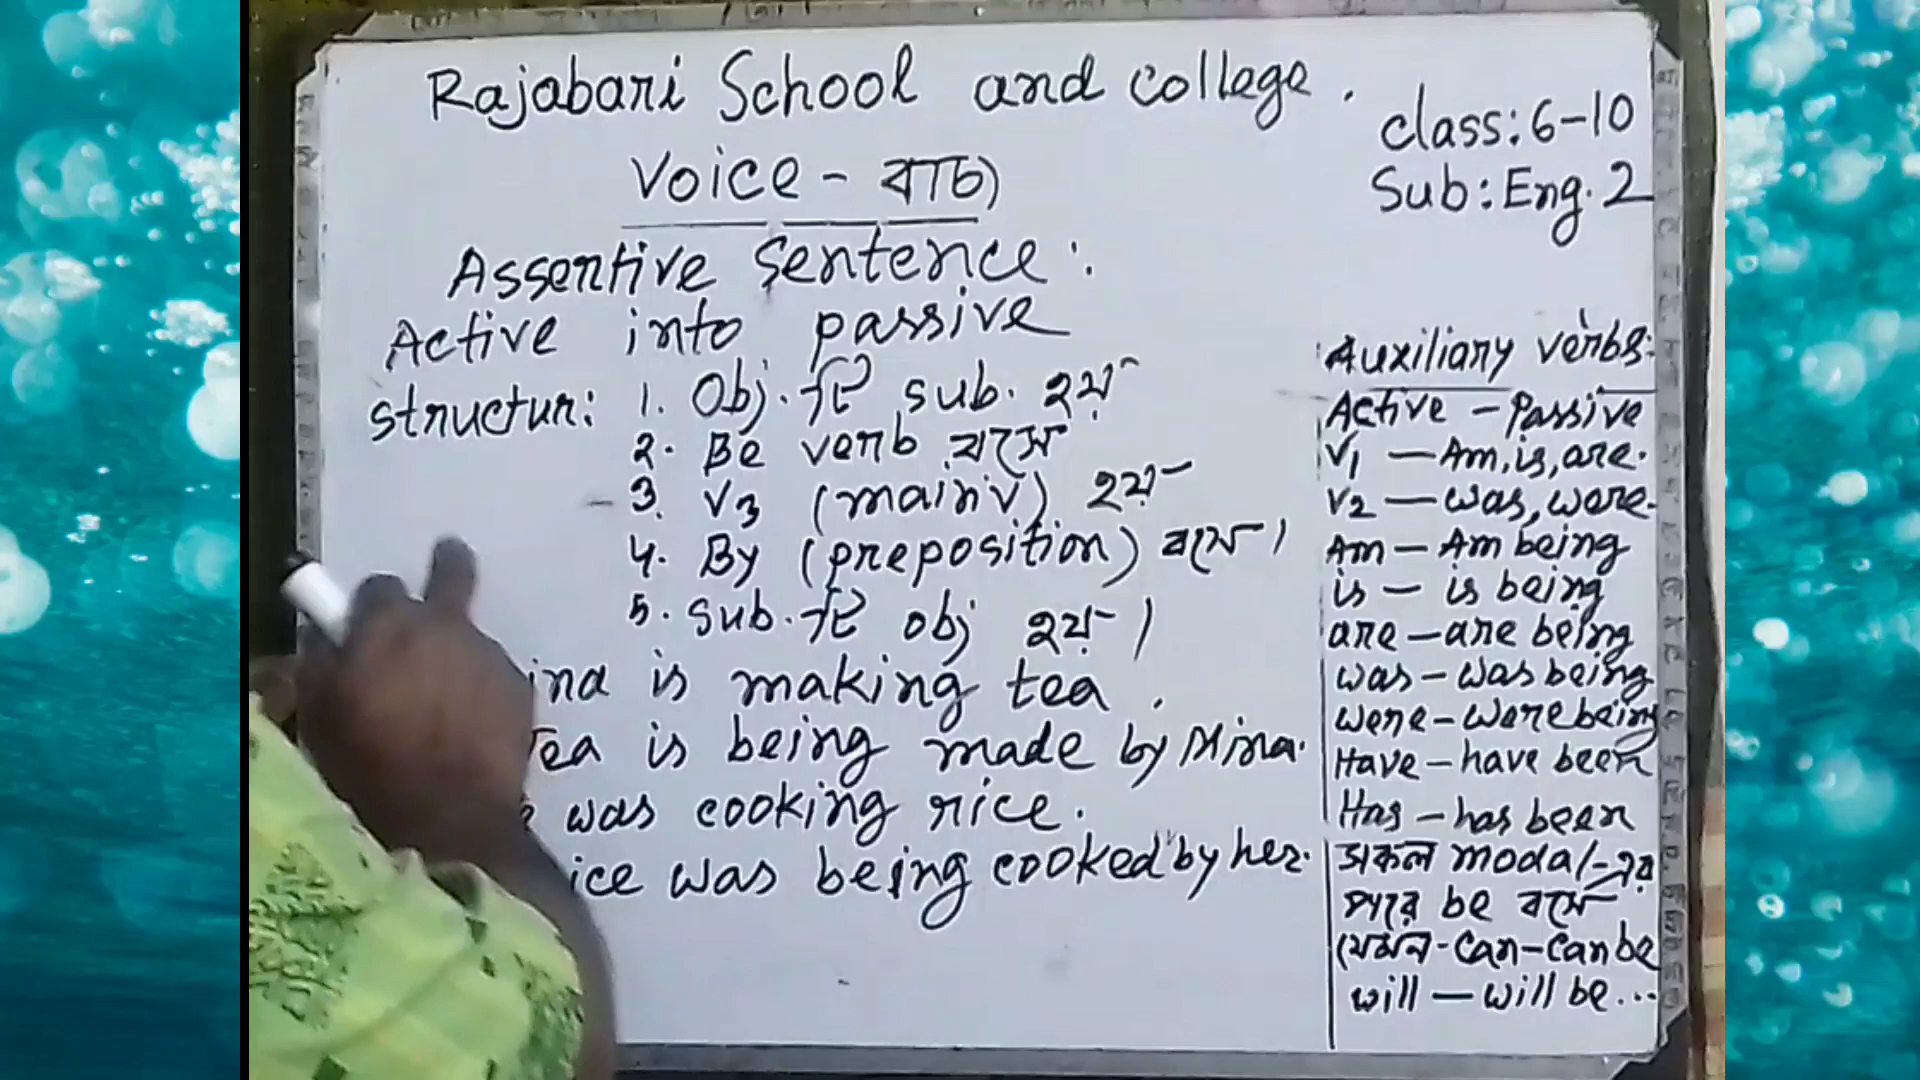 Rajabari School and college.
class: 6-10
Sub: Eng. 2
Voice - বাচ্য
Assertive Sentence:
Active into passive
structur: 1. Obj. টি sub. হয়
2. Be verb বসে
3. V3 (main v) হয়
4. By (preposition) বসে।
5. sub. টি obj হয়।
is making tea.
Tea is being made by Mina.
was cooking rice.
was being cooked by her.
Auxiliary verbs:
Active - Passive
V1 - Am, is, are.
V2 - was, were.
Am - Am being
is - is being
are - are being
was - was being
were - were being
Have - have been
Has - has been
সকল modal-এর
পরে be বসে
যেমন - can - can be
will - will be...